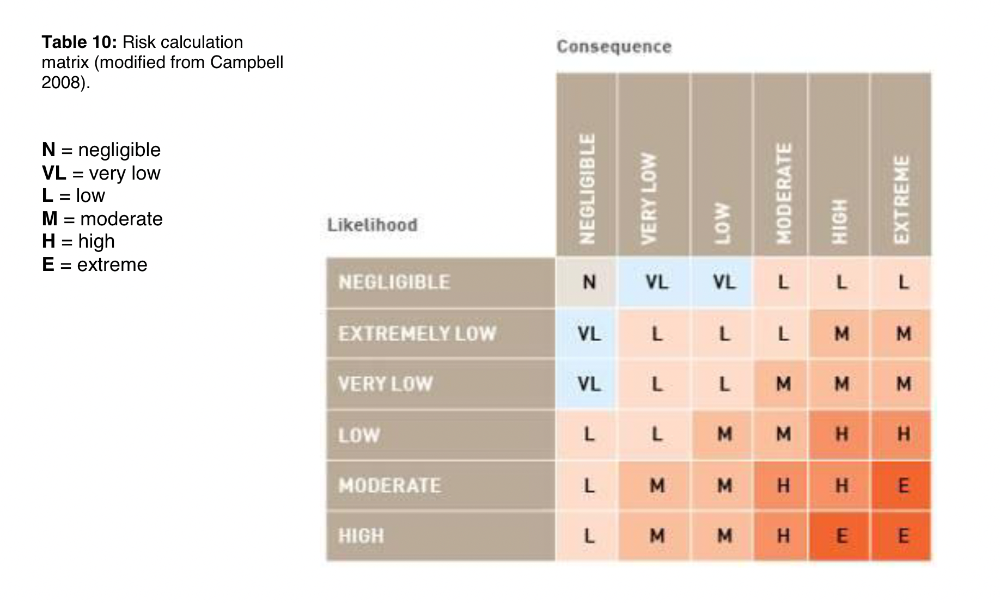 Table 10: Risk calculation
matrix (modified from Campbell
2008).
N = negligible
VL = very low
L = low
M = moderate
H = high
E = extreme
Consequence
Likelihood
NEGLIGIBLE VERY LOW LOW MODERATE HIGH EXTREME
NEGLIGIBLE N VL VL L L L
EXTREMELY LOW VL L L L M M
VERY LOW VL L L M M M
LOW L L M M H H
MODERATE L M M H H E
HIGH L M M H E E